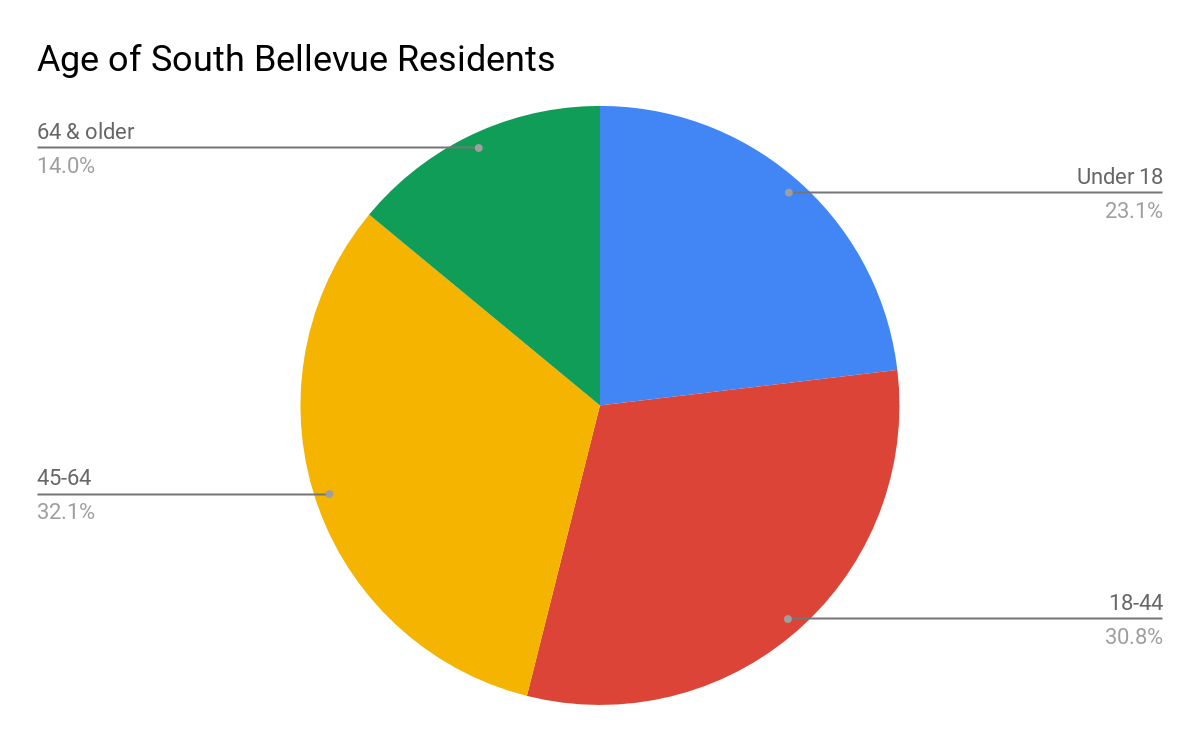 Age of South Bellevue Residents
64 & older
14.0%
Under 18
23.1%
45-64
32.1%
18-44
30.8%